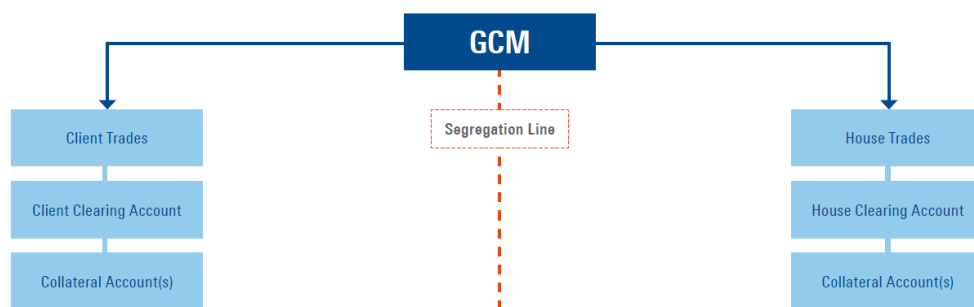 GCM
Segregation Line
Client Trades
House Trades
Client Clearing Account
House Clearing Account
Collateral Account(s)
Collateral Account(s)